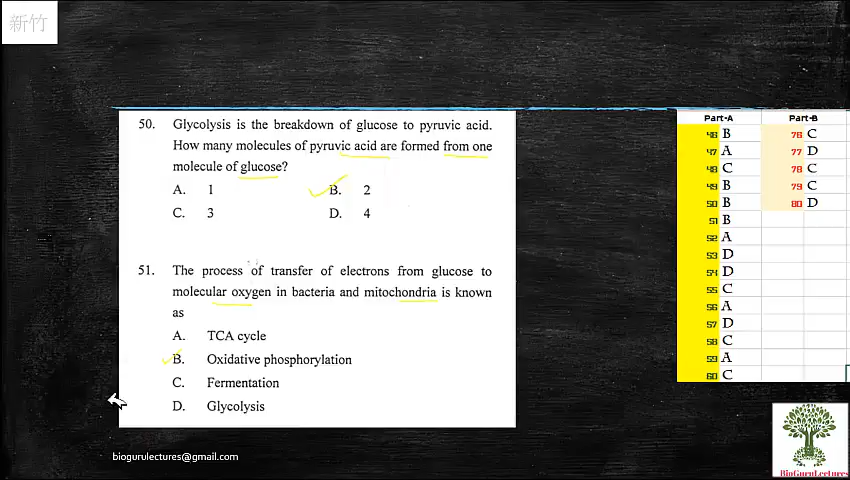 新竹
50. Glycolysis is the breakdown of glucose to pyruvic acid.
How many molecules of pyruvic acid are formed from one
molecule of glucose?
A. 1 B. 2
C. 3 D. 4
51. The process of transfer of electrons from glucose to
molecular oxygen in bacteria and mitochondria is known
as
A. TCA cycle
B. Oxidative phosphorylation
C. Fermentation
D. Glycolysis
Part-A Part-B
46 B 76 C
47 A 77 D
48 C 78 C
49 B 79 C
50 B 80 D
51 B
52 A
53 D
54 D
55 C
56 A
57 D
58 C
59 A
60 C
biogurulectures@gmail.com
BioGuruLectures